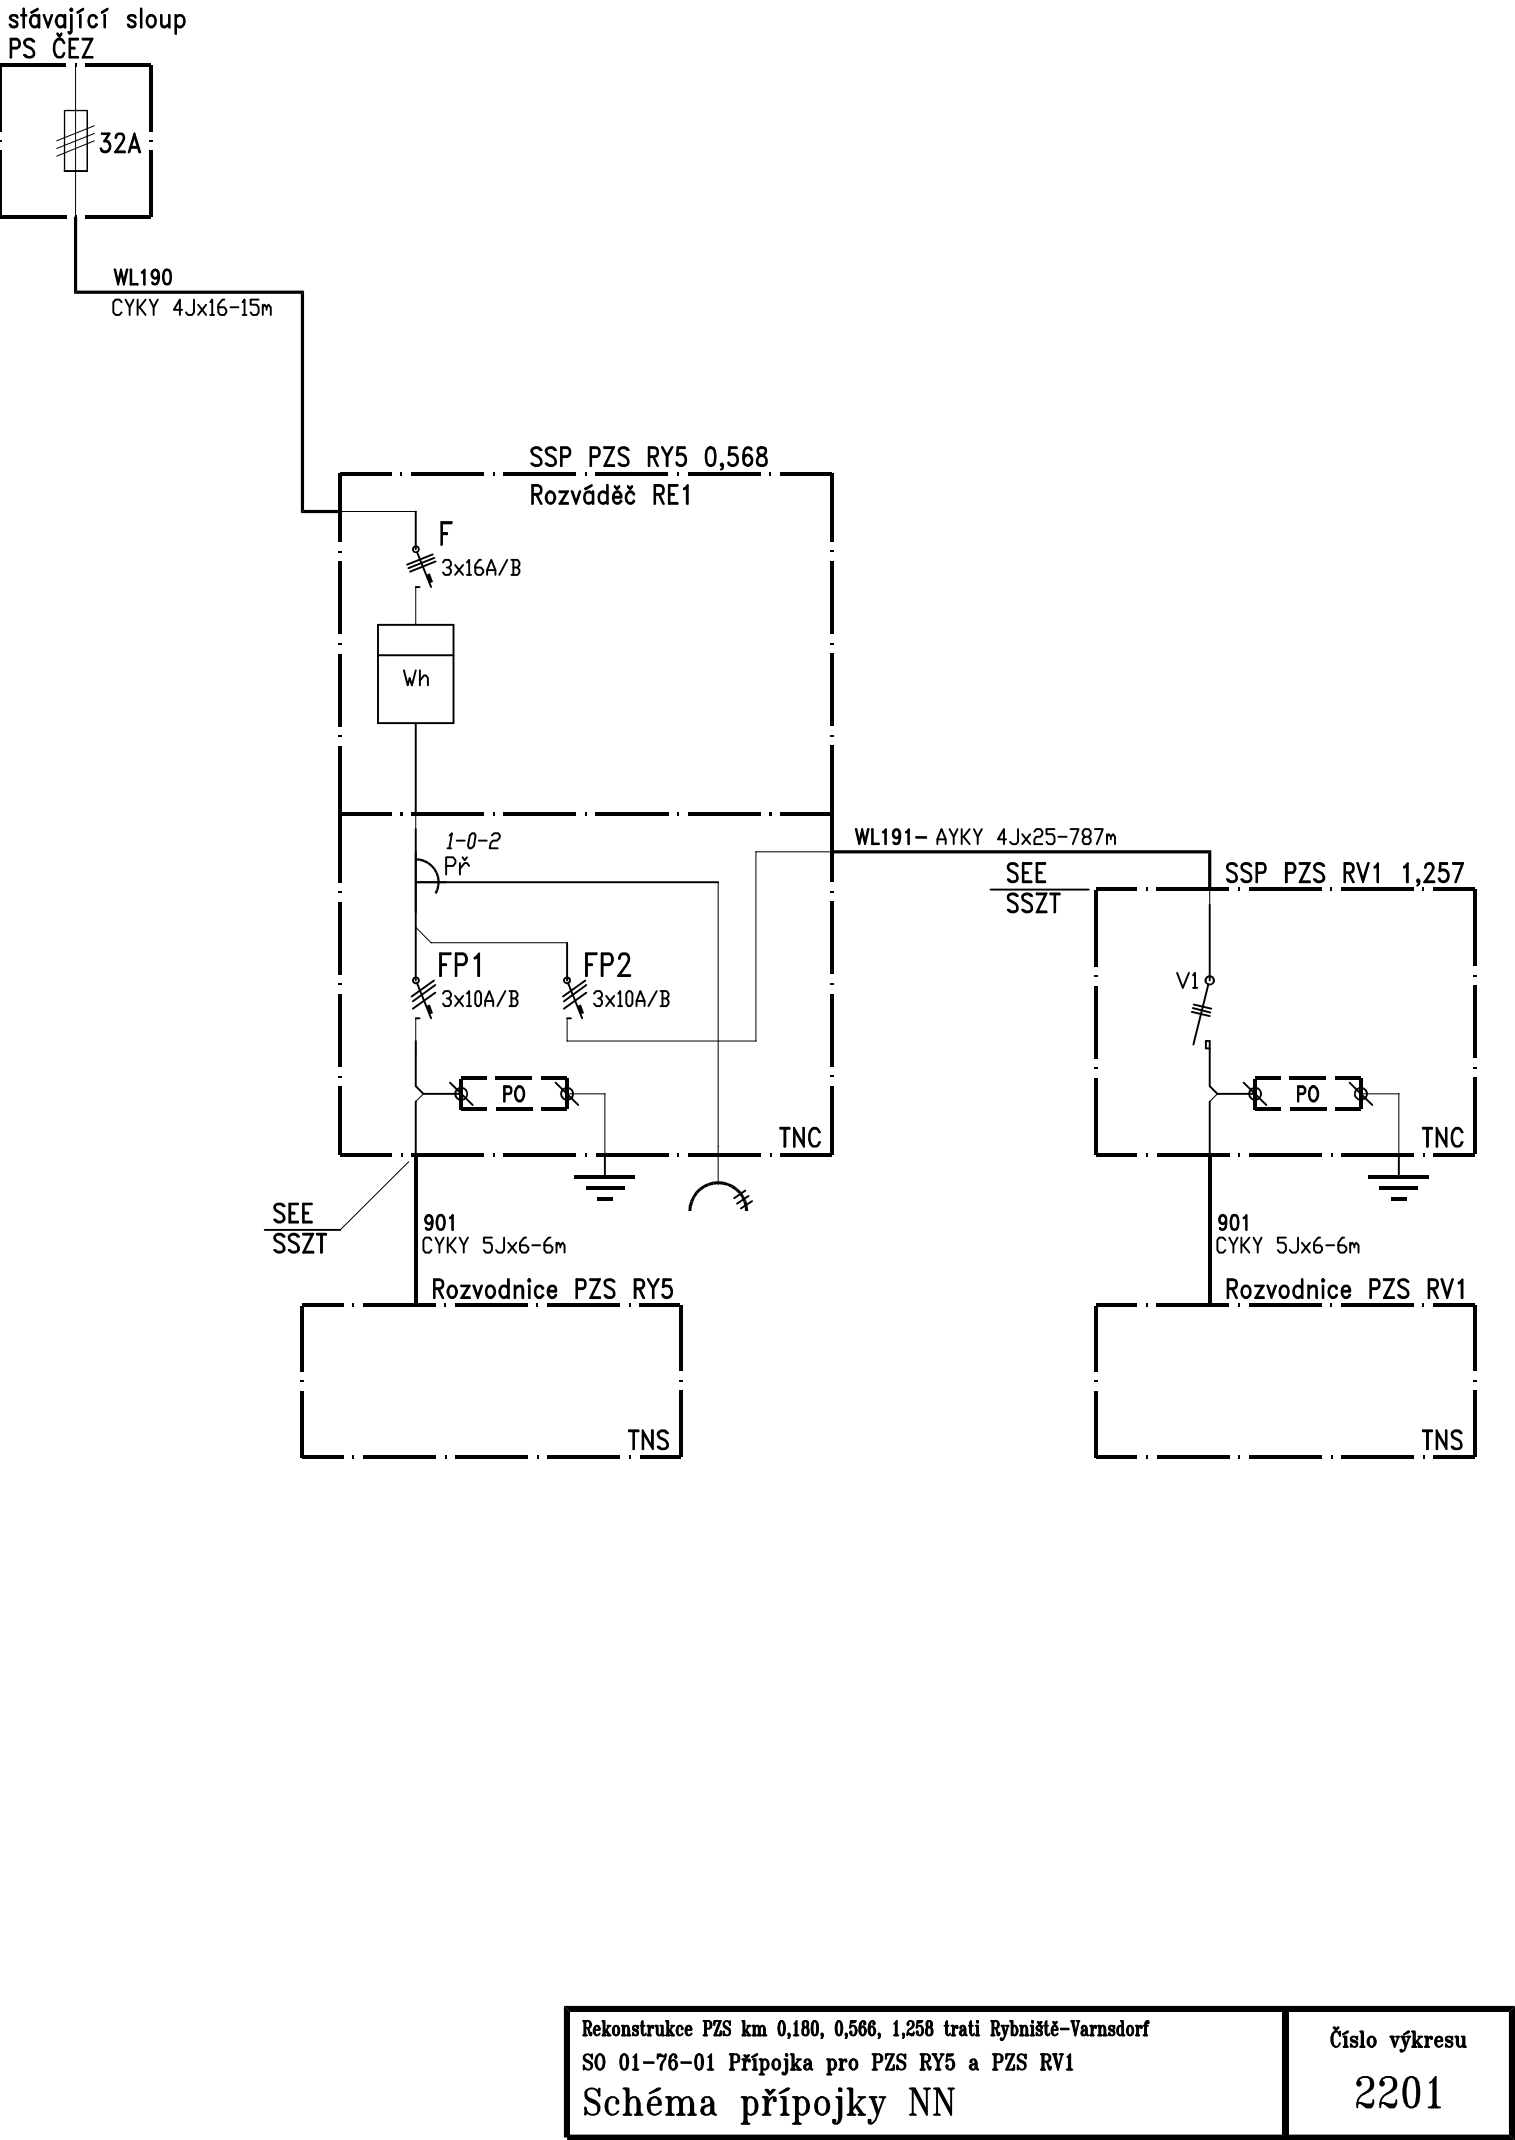 stávající sloup
PS ČEZ
32A
WL190
CYKY 4Jx16-15m
SSP PZS RY5 0,568
Rozváděč RE1
F
3x16A/B
Wh
1-0-2
Př
WL191- AYKY 4Jx25-787m
SEE
SSZT
SSP PZS RV1 1,257
FP1
3x10A/B
FP2
3x10A/B
V1
PO
PO
TNC
TNC
SEE
SSZT
901
CYKY 5Jx6-6m
901
CYKY 5Jx6-6m
Rozvodnice PZS RY5
Rozvodnice PZS RV1
TNS
TNS
Rekonstrukce PZS km 0,180, 0,566, 1,258 trati Rybniště-Varnsdorf
SO 01-76-01 Přípojka pro PZS RY5 a PZS RV1
Schéma přípojky NN
Číslo výkresu
2201